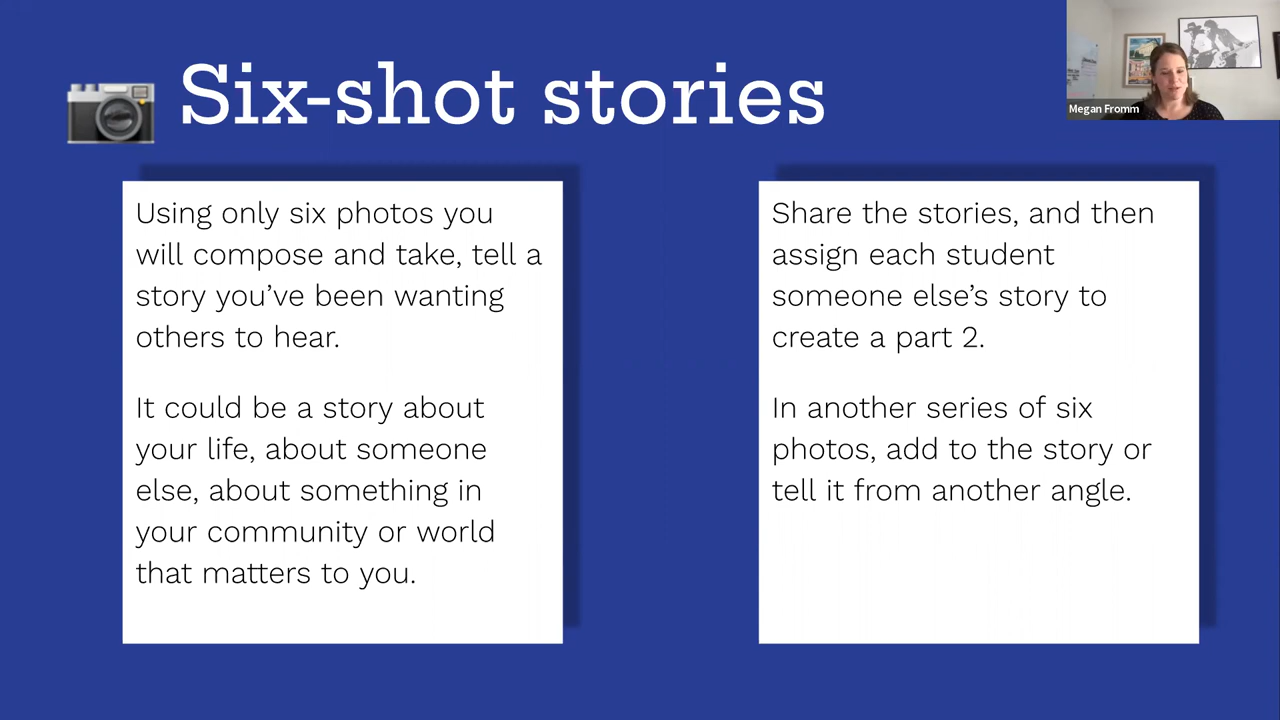 Six-shot stories
Megan Fromm
Using only six photos you
will compose and take, tell a
story you’ve been wanting
others to hear.
It could be a story about
your life, about someone
else, about something in
your community or world
that matters to you.
Share the stories, and then
assign each student
someone else’s story to
create a part 2.
In another series of six
photos, add to the story or
tell it from another angle.